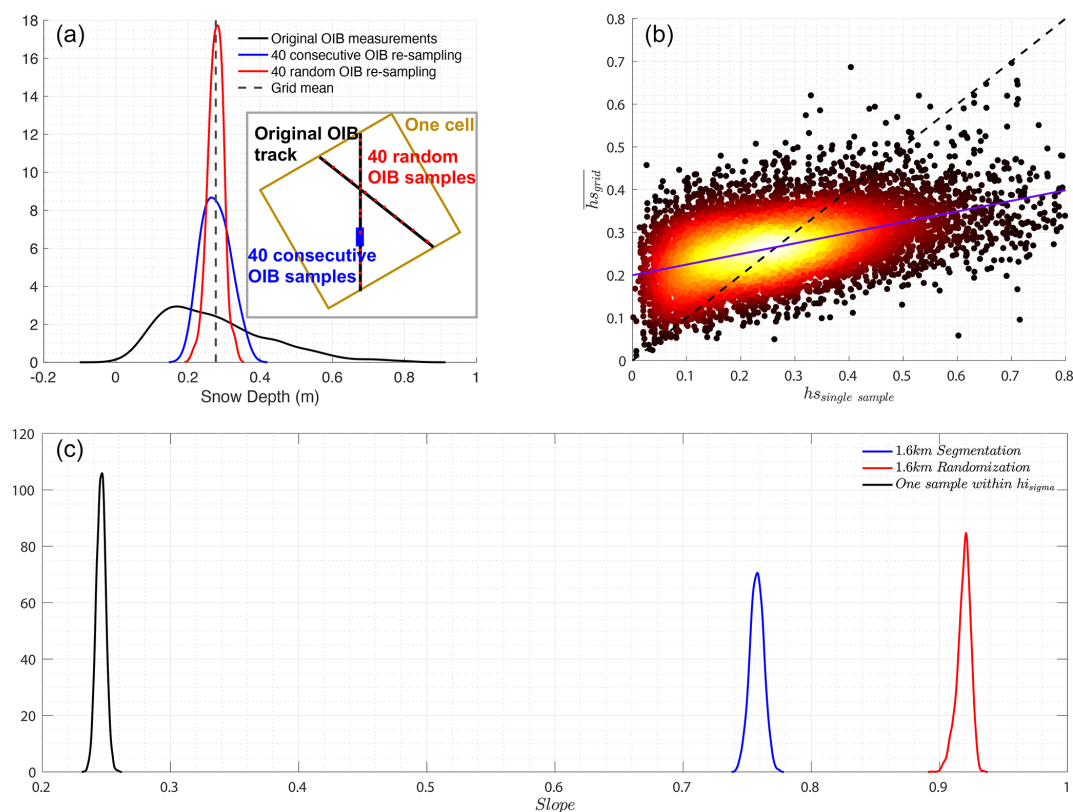 (a)
18
16
14
12
10
8
6
4
2
0
-0.2
0
0.2
0.4
0.6
0.8
1
Snow Depth (m)
Original OIB measurements
40 consecutive OIB re-sampling
40 random OIB re-sampling
Grid mean
One cell
Original OIB
track
40 random
OIB samples
40 consecutive
OIB samples
(b)
0.8
0.7
0.6
0.5
0.4
0.3
0.2
0.1
0
hs_grid
0
0.1
0.2
0.3
0.4
0.5
0.6
0.7
0.8
hs_single sample
(c)
120
100
80
60
40
20
0
0.2
0.3
0.4
0.5
0.6
0.7
0.8
0.9
1
Slope
1.6km Segmentation
1.6km Randomization
One sample within hi_sigma